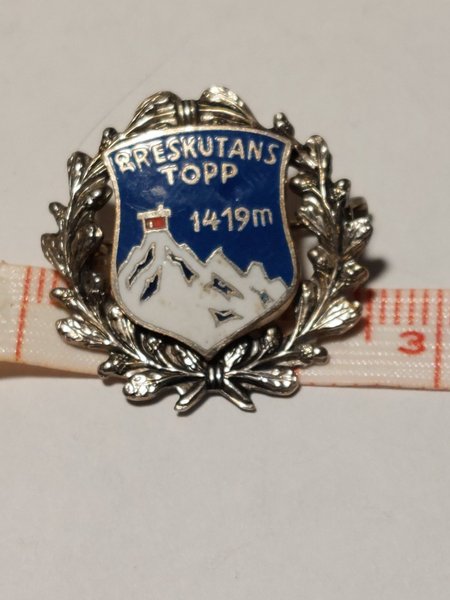 ÅRESKUTANS
TOPP
1419m
3